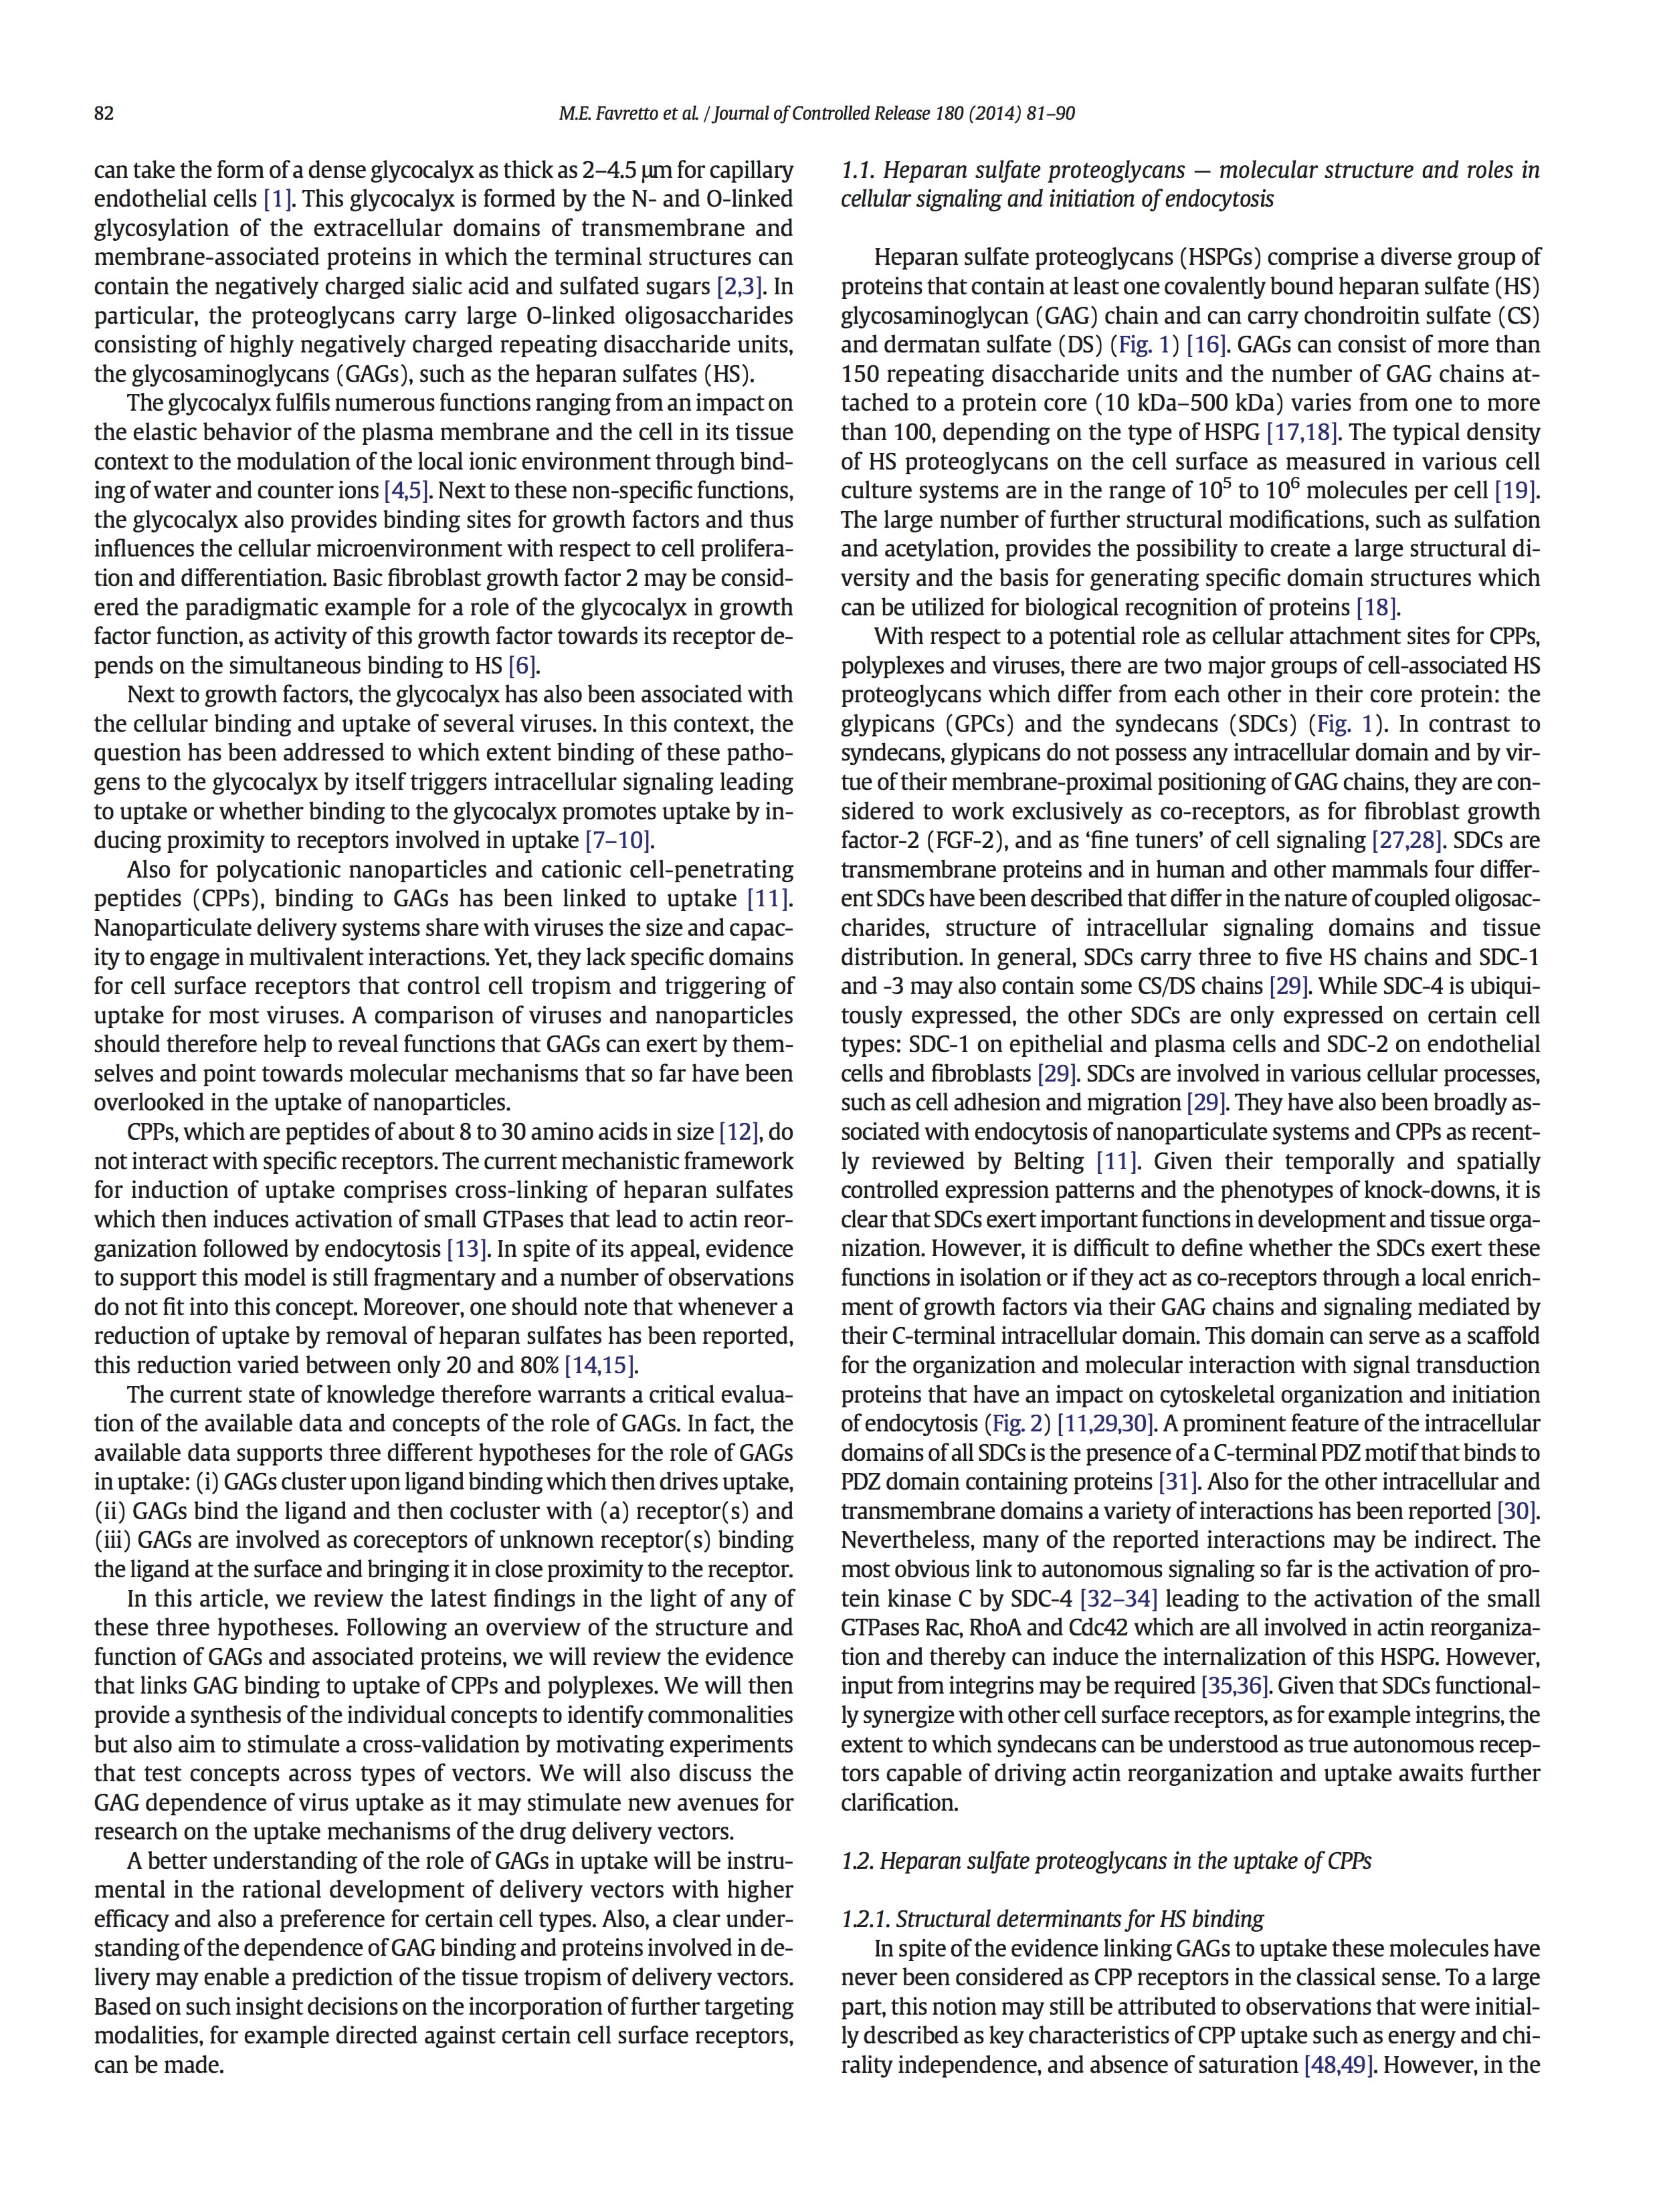 82
M.E. Favretto et al. / Journal of Controlled Release 180 (2014) 81–90
can take the form of a dense glycocalyx as thick as 2–4.5 μm for capillary
endothelial cells [1]. This glycocalyx is formed by the N- and O-linked
glycosylation of the extracellular domains of transmembrane and
membrane-associated proteins in which the terminal structures can
contain the negatively charged sialic acid and sulfated sugars [2,3]. In
particular, the proteoglycans carry large O-linked oligosaccharides
consisting of highly negatively charged repeating disaccharide units,
the glycosaminoglycans (GAGs), such as the heparan sulfates (HS).
The glycocalyx fulfils numerous functions ranging from an impact on
the elastic behavior of the plasma membrane and the cell in its tissue
context to the modulation of the local ionic environment through bind-
ing of water and counter ions [4,5]. Next to these non-specific functions,
the glycocalyx also provides binding sites for growth factors and thus
influences the cellular microenvironment with respect to cell prolifera-
tion and differentiation. Basic fibroblast growth factor 2 may be consid-
ered the paradigmatic example for a role of the glycocalyx in growth
factor function, as activity of this growth factor towards its receptor de-
pends on the simultaneous binding to HS [6].
Next to growth factors, the glycocalyx has also been associated with
the cellular binding and uptake of several viruses. In this context, the
question has been addressed to which extent binding of these patho-
gens to the glycocalyx by itself triggers intracellular signaling leading
to uptake or whether binding to the glycocalyx promotes uptake by in-
ducing proximity to receptors involved in uptake [7–10].
Also for polycationic nanoparticles and cationic cell-penetrating
peptides (CPPs), binding to GAGs has been linked to uptake [11].
Nanoparticulate delivery systems share with viruses the size and capac-
ity to engage in multivalent interactions. Yet, they lack specific domains
for cell surface receptors that control cell tropism and triggering of
uptake for most viruses. A comparison of viruses and nanoparticles
should therefore help to reveal functions that GAGs can exert by them-
selves and point towards molecular mechanisms that so far have been
overlooked in the uptake of nanoparticles.
CPPs, which are peptides of about 8 to 30 amino acids in size [12], do
not interact with specific receptors. The current mechanistic framework
for induction of uptake comprises cross-linking of heparan sulfates
which then induces activation of small GTPases that lead to actin reor-
ganization followed by endocytosis [13]. In spite of its appeal, evidence
to support this model is still fragmentary and a number of observations
do not fit into this concept. Moreover, one should note that whenever a
reduction of uptake by removal of heparan sulfates has been reported,
this reduction varied between only 20 and 80% [14,15].
The current state of knowledge therefore warrants a critical evalua-
tion of the available data and concepts of the role of GAGs. In fact, the
available data supports three different hypotheses for the role of GAGs
in uptake: (i) GAGs cluster upon ligand binding which then drives uptake,
(ii) GAGs bind the ligand and then cocluster with (a) receptor(s) and
(iii) GAGs are involved as coreceptors of unknown receptor(s) binding
the ligand at the surface and bringing it in close proximity to the receptor.
In this article, we review the latest findings in the light of any of
these three hypotheses. Following an overview of the structure and
function of GAGs and associated proteins, we will review the evidence
that links GAG binding to uptake of CPPs and polyplexes. We will then
provide a synthesis of the individual concepts to identify commonalities
but also aim to stimulate a cross-validation by motivating experiments
that test concepts across types of vectors. We will also discuss the
GAG dependence of virus uptake as it may stimulate new avenues for
research on the uptake mechanisms of the drug delivery vectors.
A better understanding of the role of GAGs in uptake will be instru-
mental in the rational development of delivery vectors with higher
efficacy and also a preference for certain cell types. Also, a clear under-
standing of the dependence of GAG binding and proteins involved in de-
livery may enable a prediction of the tissue tropism of delivery vectors.
Based on such insight decisions on the incorporation of further targeting
modalities, for example directed against certain cell surface receptors,
can be made.
1.1. Heparan sulfate proteoglycans — molecular structure and roles in
cellular signaling and initiation of endocytosis
Heparan sulfate proteoglycans (HSPGs) comprise a diverse group of
proteins that contain at least one covalently bound heparan sulfate (HS)
glycosaminoglycan (GAG) chain and can carry chondroitin sulfate (CS)
and dermatan sulfate (DS) (Fig. 1) [16]. GAGs can consist of more than
150 repeating disaccharide units and the number of GAG chains at-
tached to a protein core (10 kDa–500 kDa) varies from one to more
than 100, depending on the type of HSPG [17,18]. The typical density
of HS proteoglycans on the cell surface as measured in various cell
culture systems are in the range of 10⁵ to 10⁶ molecules per cell [19].
The large number of further structural modifications, such as sulfation
and acetylation, provides the possibility to create a large structural di-
versity and the basis for generating specific domain structures which
can be utilized for biological recognition of proteins [18].
With respect to a potential role as cellular attachment sites for CPPs,
polyplexes and viruses, there are two major groups of cell-associated HS
proteoglycans which differ from each other in their core protein: the
glypicans (GPCs) and the syndecans (SDCs) (Fig. 1). In contrast to
syndecans, glypicans do not possess any intracellular domain and by vir-
tue of their membrane-proximal positioning of GAG chains, they are con-
sidered to work exclusively as co-receptors, as for fibroblast growth
factor-2 (FGF-2), and as ‘fine tuners’ of cell signaling [27,28]. SDCs are
transmembrane proteins and in human and other mammals four differ-
ent SDCs have been described that differ in the nature of coupled oligosac-
charides, structure of intracellular signaling domains and tissue
distribution. In general, SDCs carry three to five HS chains and SDC-1
and -3 may also contain some CS/DS chains [29]. While SDC-4 is ubiqui-
tously expressed, the other SDCs are only expressed on certain cell
types: SDC-1 on epithelial and plasma cells and SDC-2 on endothelial
cells and fibroblasts [29]. SDCs are involved in various cellular processes,
such as cell adhesion and migration [29]. They have also been broadly as-
sociated with endocytosis of nanoparticulate systems and CPPs as recent-
ly reviewed by Belting [11]. Given their temporally and spatially
controlled expression patterns and the phenotypes of knock-downs, it is
clear that SDCs exert important functions in development and tissue orga-
nization. However, it is difficult to define whether the SDCs exert these
functions in isolation or if they act as co-receptors through a local enrich-
ment of growth factors via their GAG chains and signaling mediated by
their C-terminal intracellular domain. This domain can serve as a scaffold
for the organization and molecular interaction with signal transduction
proteins that have an impact on cytoskeletal organization and initiation
of endocytosis (Fig. 2) [11,29,30]. A prominent feature of the intracellular
domains of all SDCs is the presence of a C-terminal PDZ motif that binds to
PDZ domain containing proteins [31]. Also for the other intracellular and
transmembrane domains a variety of interactions has been reported [30].
Nevertheless, many of the reported interactions may be indirect. The
most obvious link to autonomous signaling so far is the activation of pro-
tein kinase C by SDC-4 [32–34] leading to the activation of the small
GTPases Rac, RhoA and Cdc42 which are all involved in actin reorganiza-
tion and thereby can induce the internalization of this HSPG. However,
input from integrins may be required [35,36]. Given that SDCs functional-
ly synergize with other cell surface receptors, as for example integrins, the
extent to which syndecans can be understood as true autonomous recep-
tors capable of driving actin reorganization and uptake awaits further
clarification.
1.2. Heparan sulfate proteoglycans in the uptake of CPPs
1.2.1. Structural determinants for HS binding
In spite of the evidence linking GAGs to uptake these molecules have
never been considered as CPP receptors in the classical sense. To a large
part, this notion may still be attributed to observations that were initial-
ly described as key characteristics of CPP uptake such as energy and chi-
rality independence, and absence of saturation [48,49]. However, in the